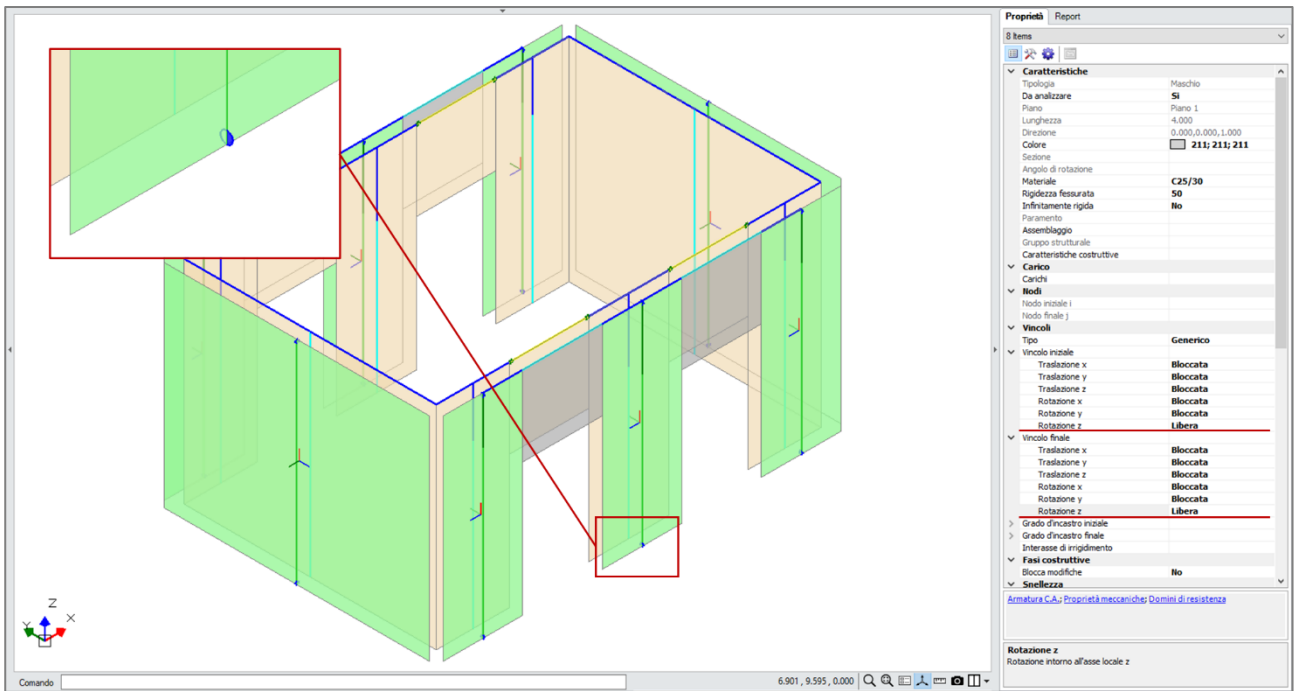 Proprietà Report
8 Items
Caratteristiche
Tipologia Maschio
Da analizzare Sì
Piano Piano 1
Lunghezza 4.000
Direzione 0.000,0.000,1.000
Colore 211; 211; 211
Sezione
Angolo di rotazione
Materiale C25/30
Rigidezza fessurata 50
Infinitamente rigida No
Paramento
Assemblaggio
Gruppo strutturale
Caratteristiche costruttive
Carico
Carichi
Nodi
Nodo iniziale i
Nodo finale j
Vincoli
Tipo Generico
Vincolo iniziale
Traslazione x Bloccata
Traslazione y Bloccata
Traslazione z Bloccata
Rotazione x Bloccata
Rotazione y Bloccata
Rotazione z Libera
Vincolo finale
Traslazione x Bloccata
Traslazione y Bloccata
Traslazione z Bloccata
Rotazione x Bloccata
Rotazione y Bloccata
Rotazione z Libera
Grado d'incastro iniziale
Grado d'incastro finale
Interasse di irrigidimento
Fasi costruttive
Blocca modifiche No
Snellezza
Armatura C.A.; Proprietà meccaniche; Domini di resistenza
Rotazione z
Rotazione intorno all'asse locale z
Z
Y X
Comando
6.901 , 9.595 , 0.000